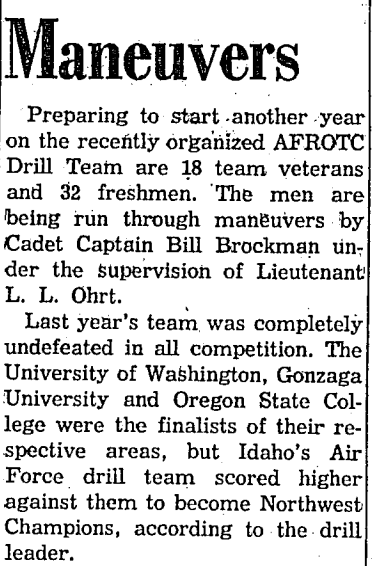 Maneuvers
Preparing to start another year
on the recently organized AFROTC
Drill Team are 18 team veterans
and 32 freshmen. The men are
being run through maneuvers by
Cadet Captain Bill Brockman un-
der the supervision of Lieutenant
L. L. Ohrt.
Last year's team was completely
undefeated in all competition. The
University of Washington, Gonzaga
University and Oregon State Col-
lege were the finalists of their re-
spective areas, but Idaho's Air
Force drill team scored higher
against them to become Northwest
Champions, according to the drill
leader.